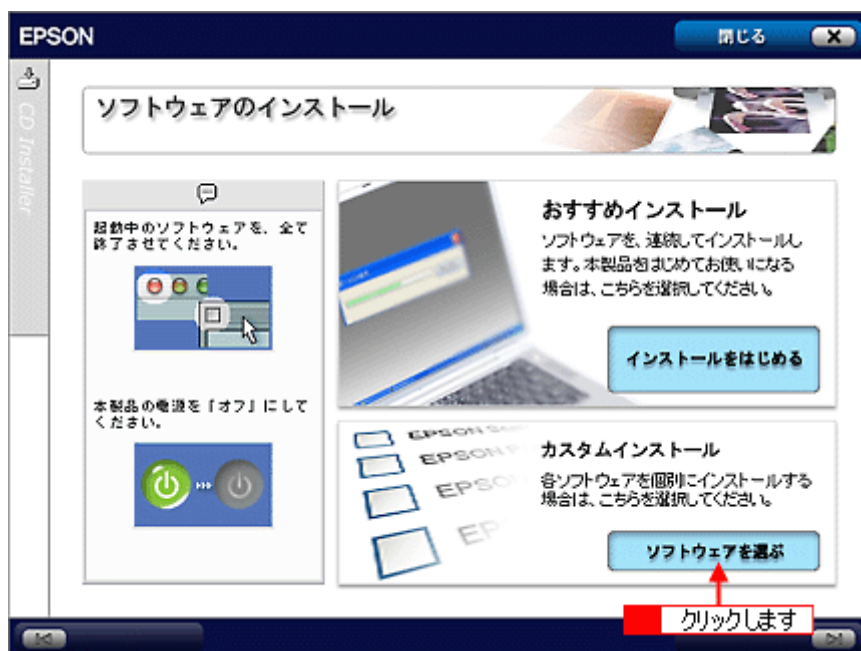 EPSON
閉じる
CD Installer
ソフトウェアのインストール
起動中のソフトウェアを、全て
終了させてください。
本製品の電源を「オフ」にして
ください。
おすすめインストール
ソフトウェアを、連続してインストールし
ます。本製品をはじめてお使いになる
場合は、こちらを選択してください。
インストールをはじめる
EPSON
EPSON
EPSO
EP
カスタムインストール
各ソフトウェアを個別にインストールする
場合は、こちらを選択してください。
ソフトウェアを選ぶ
クリックします